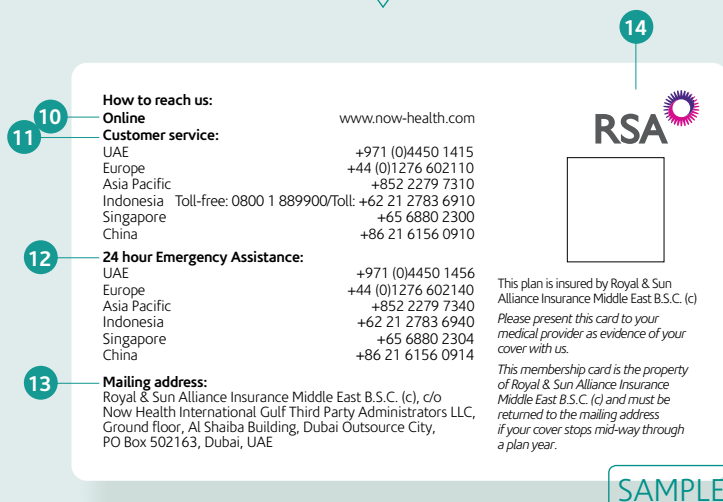 14
How to reach us:
10 Online www.now-health.com
11 Customer service:
UAE +971 (0)4450 1415
Europe +44 (0)1276 602110
Asia Pacific +852 2279 7310
Indonesia Toll-free: 0800 1 889900/Toll: +62 21 2783 6910
Singapore +65 6880 2300
China +86 21 6156 0910
12 24 hour Emergency Assistance:
UAE +971 (0)4450 1456
Europe +44 (0)1276 602140
Asia Pacific +852 2279 7340
Indonesia +62 21 2783 6940
Singapore +65 6880 2304
China +86 21 6156 0914
13 Mailing address:
Royal & Sun Alliance Insurance Middle East B.S.C. (c), c/o
Now Health International Gulf Third Party Administrators LLC,
Ground floor, Al Shaiba Building, Dubai Outsource City,
PO Box 502163, Dubai, UAE
RSA
This plan is insured by Royal & Sun
Alliance Insurance Middle East B.S.C. (c)
Please present this card to your
medical provider as evidence of your
cover with us.
This membership card is the property
of Royal & Sun Alliance Insurance
Middle East B.S.C. (c) and must be
returned to the mailing address
if your cover stops mid-way through
a plan year.
SAMPLE